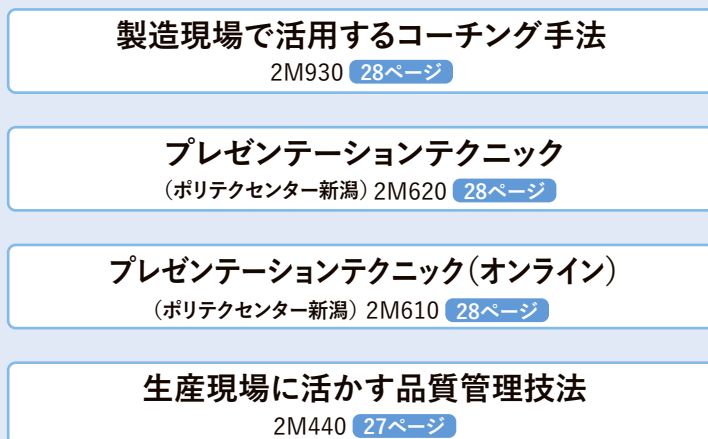 製造現場で活用するコーチング手法
2M930 28ページ
プレゼンテーションテクニック
(ポリテクセンター新潟) 2M620 28ページ
プレゼンテーションテクニック(オンライン)
(ポリテクセンター新潟) 2M610 28ページ
生産現場に活かす品質管理技法
2M440 27ページ